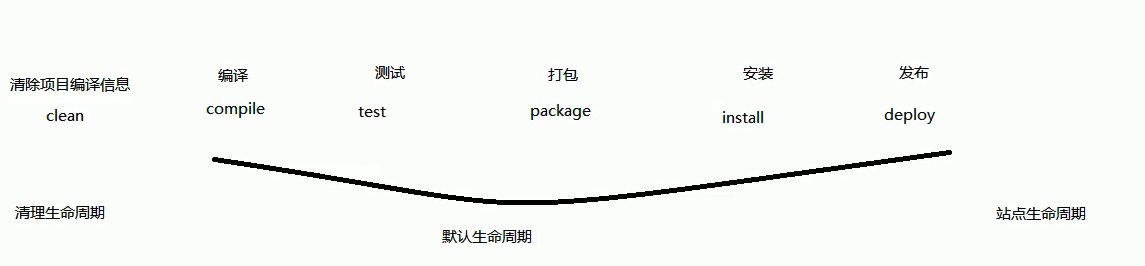 清除项目编译信息
clean
编译
compile
测试
test
打包
package
安装
install
发布
deploy
清理生命周期
默认生命周期
站点生命周期